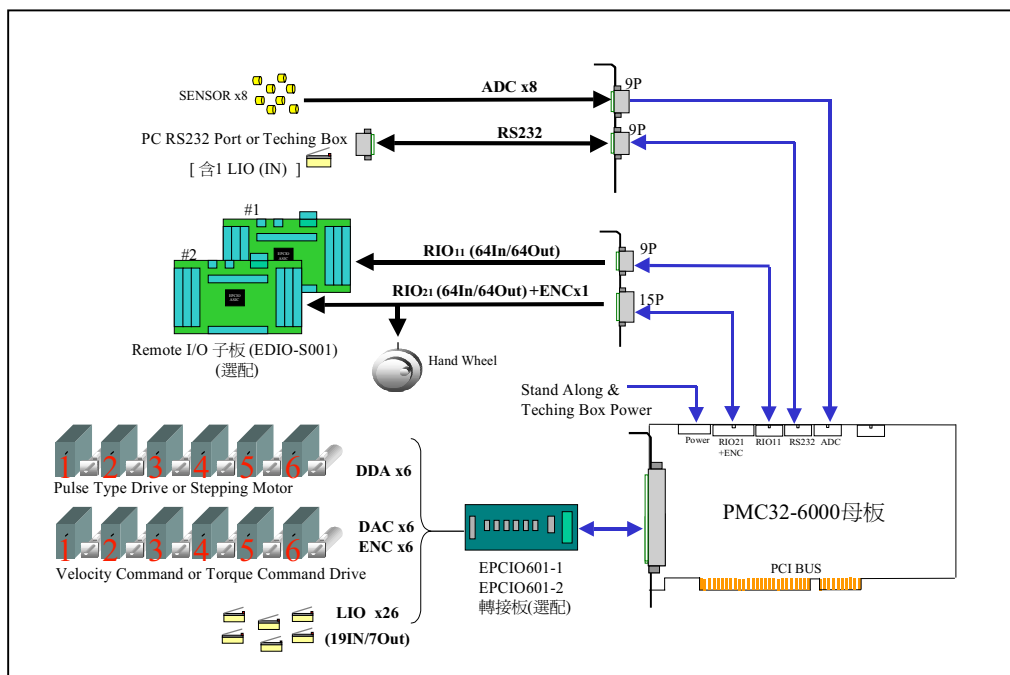 SENSOR x8
ADC x8
9P
PC RS232 Port or Teching Box
[ 含1 LIO (IN) ]
RS232
9P
#1
#2
EPCIO
ASIC
EPCIO
ASIC
RIO11 (64In/64Out)
9P
RIO21 (64In/64Out)+ENCx1
15P
Remote I/O 子板 (EDIO-S001)
(選配)
Hand Wheel
Stand Along &
Teching Box Power
Power
RIO21
+ENC
RIO11
RS232
ADC
1 2 3 4 5 6
Pulse Type Drive or Stepping Motor
DDA x6
1 2 3 4 5 6
Velocity Command or Torque Command Drive
DAC x6
ENC x6
LIO x26
(19IN/7Out)
EPCIO601-1
EPCIO601-2
轉接板(選配)
PMC32-6000母板
PCI BUS